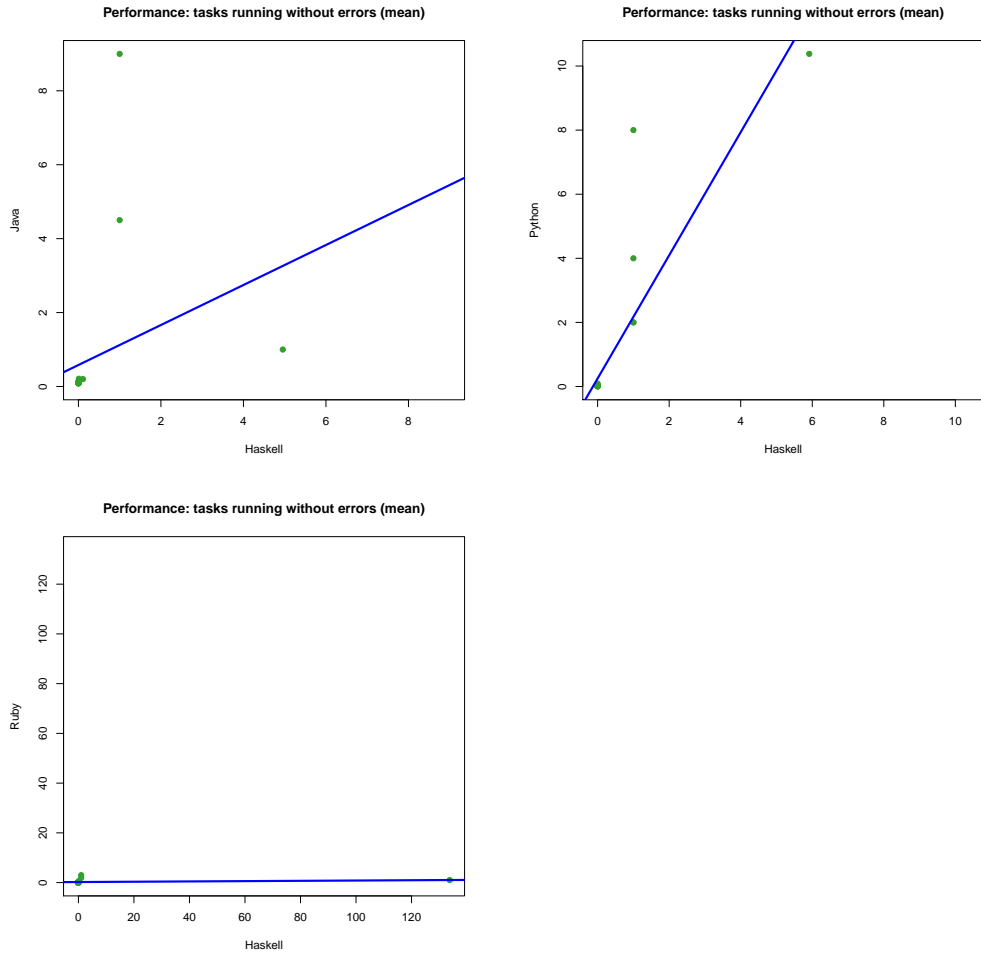 Performance: tasks running without errors (mean)
Java
8
6
4
2
0
0 2 4 6 8
Haskell
Performance: tasks running without errors (mean)
Python
10
8
6
4
2
0
0 2 4 6 8 10
Haskell
Performance: tasks running without errors (mean)
Ruby
120
100
80
60
40
20
0
0 20 40 60 80 100 120
Haskell